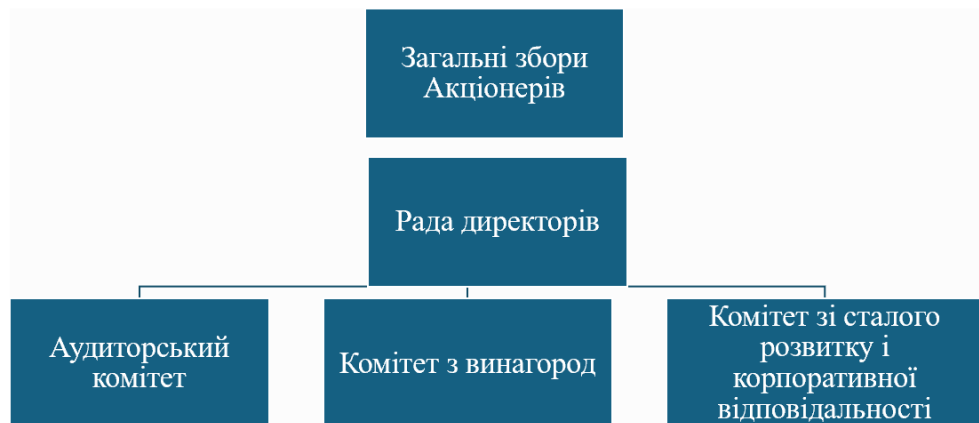 Загальні збори
Акціонерів
Рада директорів
Аудиторський
комітет
Комітет з винагород
Комітет зі сталого
розвитку і
корпоративної
відповідальності